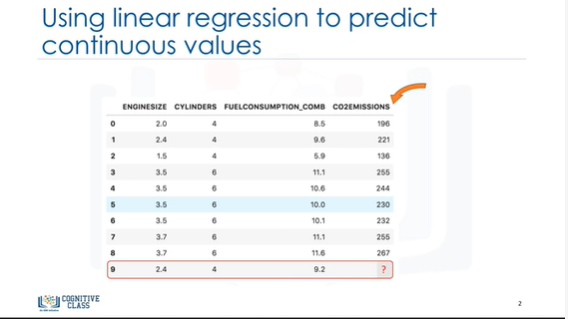 Using linear regression to predict
continuous values
ENGINESIZE CYLINDERS FUELCONSUMPTION_COMB CO2EMISSIONS
0 2.0 4 8.5 196
1 2.4 4 9.6 221
2 1.5 4 5.9 136
3 3.5 6 11.1 255
4 3.5 6 10.6 244
5 3.5 6 10.0 230
6 3.5 6 10.1 232
7 3.7 6 11.1 255
8 3.7 6 11.6 267
9 2.4 4 9.2 ?
COGNITIVE
CLASS
2